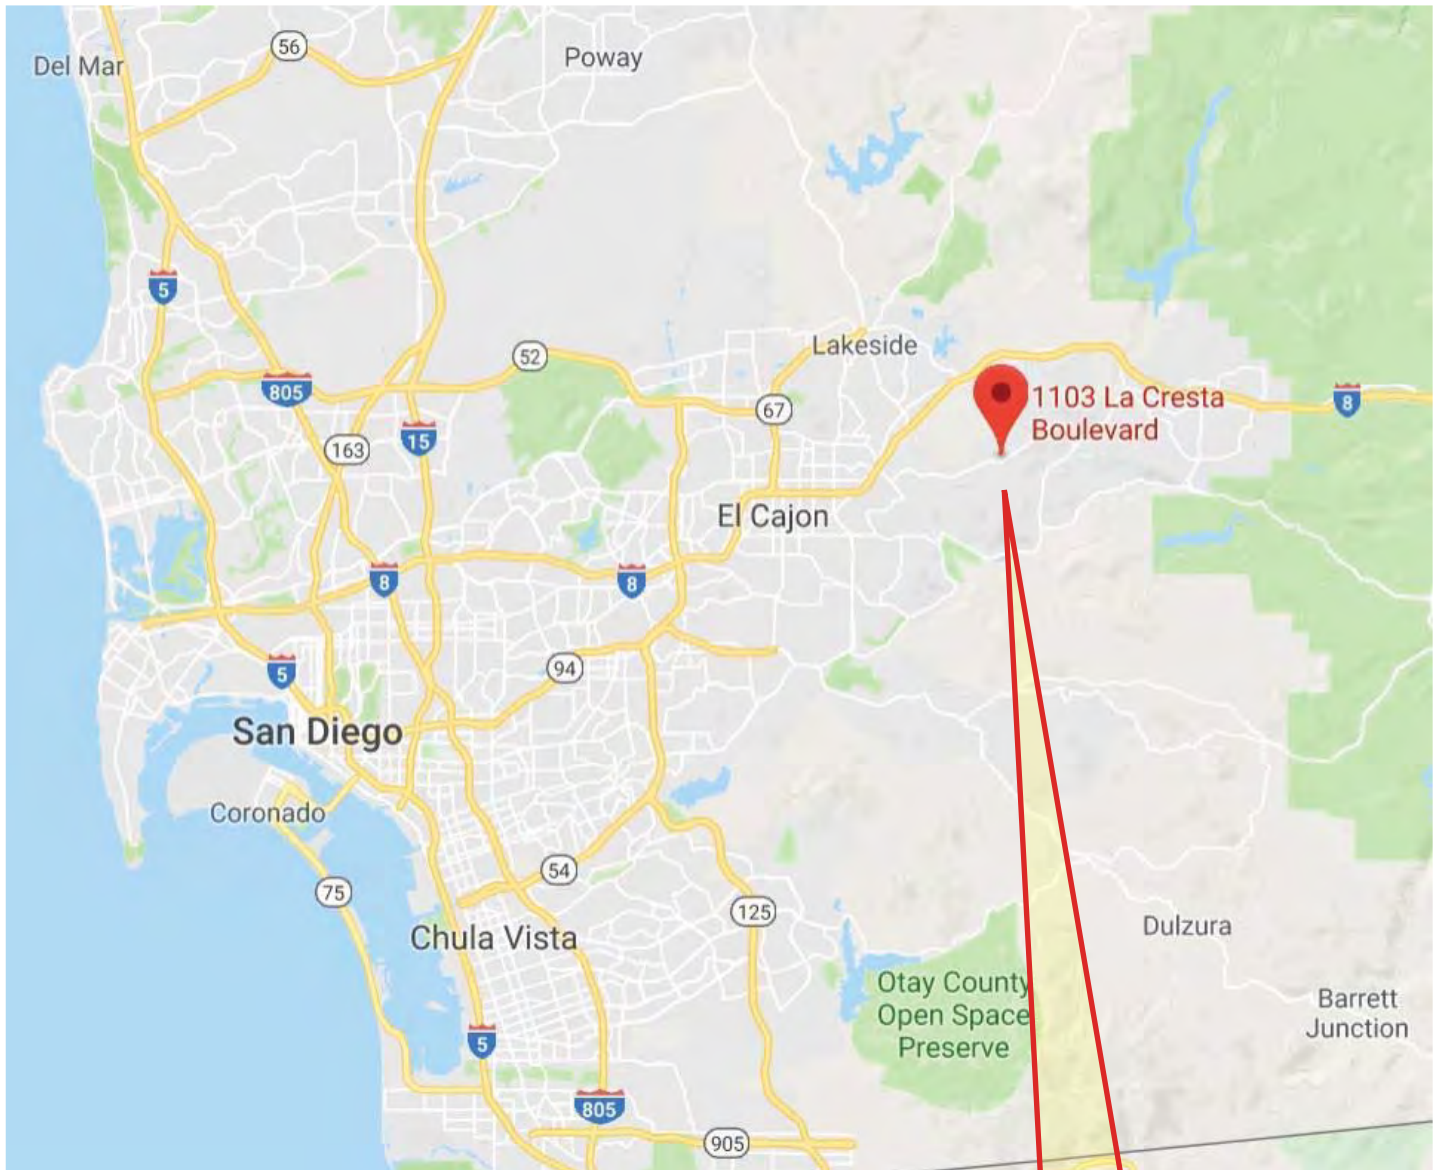 56
Del Mar
Poway
5
Lakeside
52
805
1103 La Cresta
Boulevard
8
67
15
163
El Cajon
8
8
5
94
San Diego
Coronado
54
75
125
Chula Vista
Dulzura
Otay County
Open Space
Preserve
Barrett
Junction
5
805
905